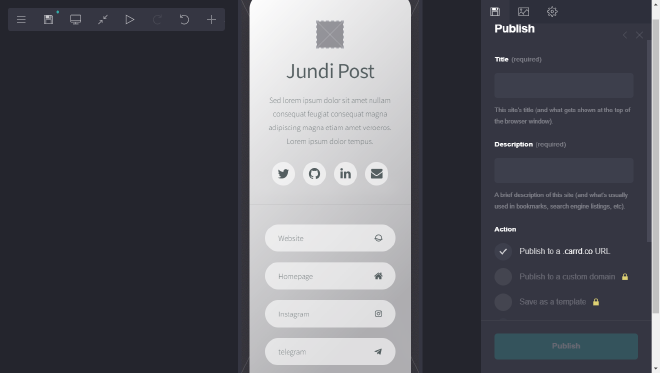 Jundi Post
Sed lorem ipsum dolor sit amet nullam
consequat feugiat consequat magna
adipiscing magna etiam amet veroeros.
Lorem ipsum dolor tempus.
Website
Homepage
Instagram
telegram
Publish
Title (required)
This site's title (and what gets shown at the top of
the browser window).
Description (required)
A brief description of this site (and what's usually
used in bookmarks, search engine listings, etc).
Action
Publish to a .carrd.co URL
Publish to a custom domain
Save as a template
Publish